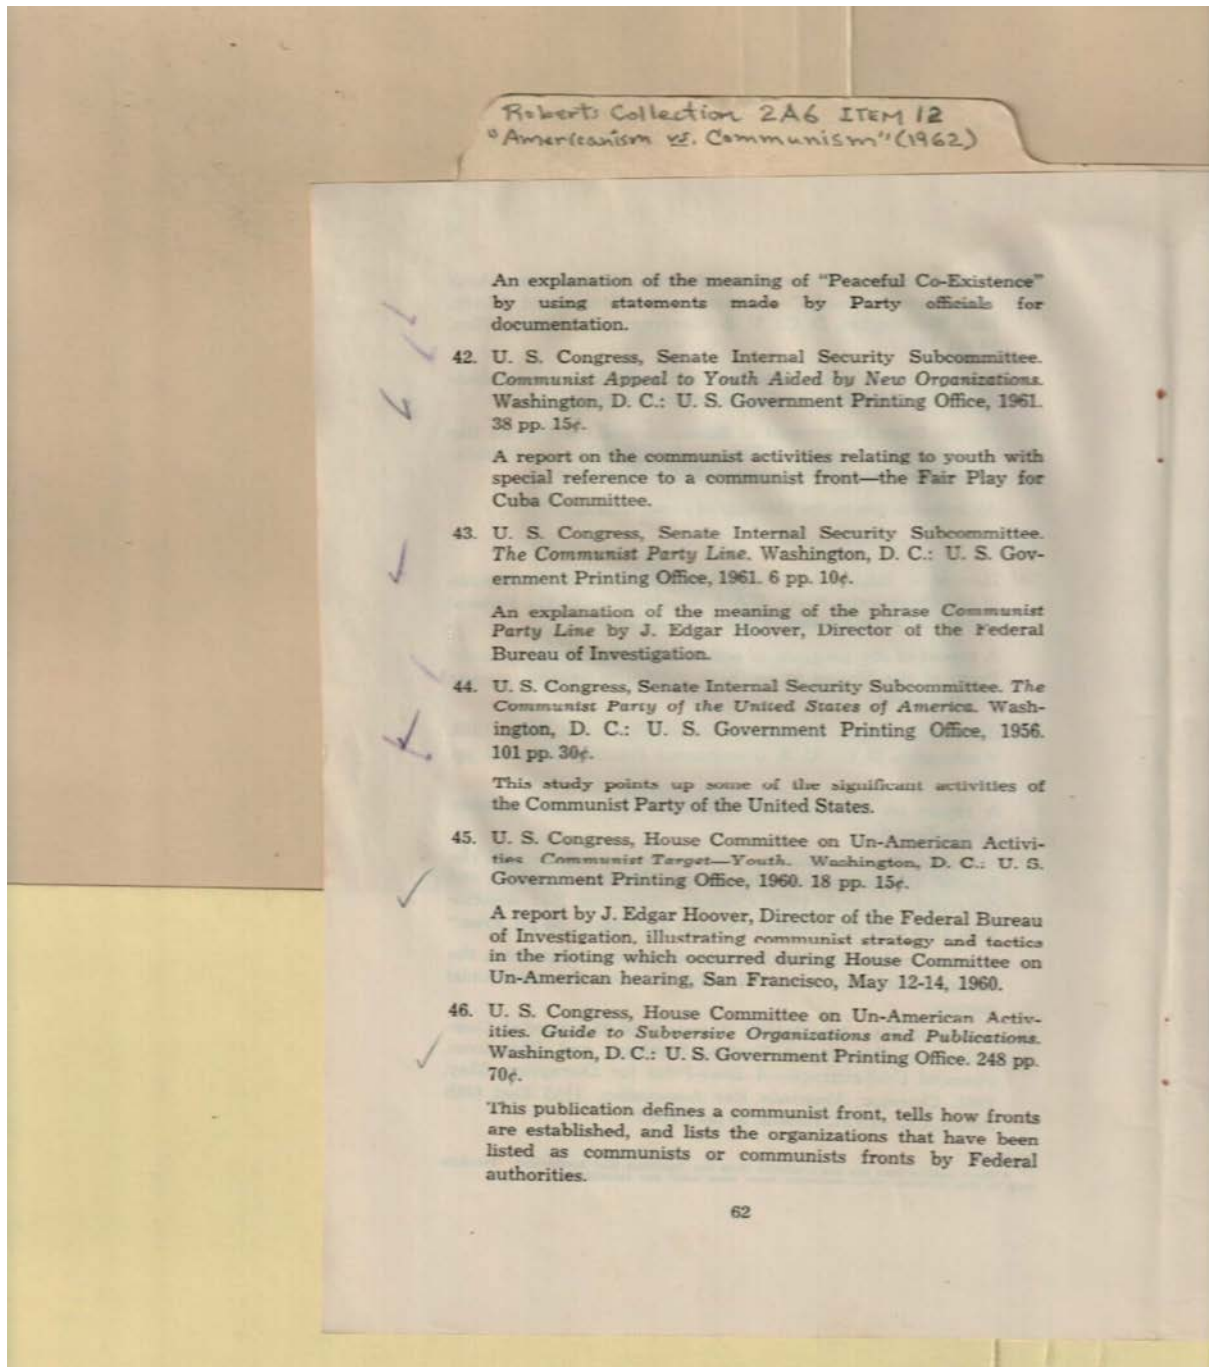 Roberts Collection 2A6 ITEM 12
"Americanism vs. Communism" (1962)
An explanation of the meaning of “Peaceful Co-Existence”
by using statements made by Party officials for
documentation.
42. U. S. Congress, Senate Internal Security Subcommittee.
Communist Appeal to Youth Aided by New Organizations.
Washington, D. C.: U. S. Government Printing Office, 1961.
38 pp. 15¢.
A report on the communist activities relating to youth with
special reference to a communist front—the Fair Play for
Cuba Committee.
43. U. S. Congress, Senate Internal Security Subcommittee.
The Communist Party Line. Washington, D. C.: U. S. Gov-
ernment Printing Office, 1961. 6 pp. 10¢.
An explanation of the meaning of the phrase Communist
Party Line by J. Edgar Hoover, Director of the Federal
Bureau of Investigation.
44. U. S. Congress, Senate Internal Security Subcommittee. The
Communist Party of the United States of America. Wash-
ington, D. C.: U. S. Government Printing Office, 1956.
101 pp. 30¢.
This study points up some of the significant activities of
the Communist Party of the United States.
45. U. S. Congress, House Committee on Un-American Activi-
ties. Communist Target—Youth. Washington, D. C.: U. S.
Government Printing Office, 1960. 18 pp. 15¢.
A report by J. Edgar Hoover, Director of the Federal Bureau
of Investigation, illustrating communist strategy and tactics
in the rioting which occurred during House Committee on
Un-American hearing, San Francisco, May 12-14, 1960.
46. U. S. Congress, House Committee on Un-American Activ-
ities. Guide to Subversive Organizations and Publications.
Washington, D. C.: U. S. Government Printing Office. 248 pp.
70¢.
This publication defines a communist front, tells how fronts
are established, and lists the organizations that have been
listed as communists or communists fronts by Federal
authorities.
62